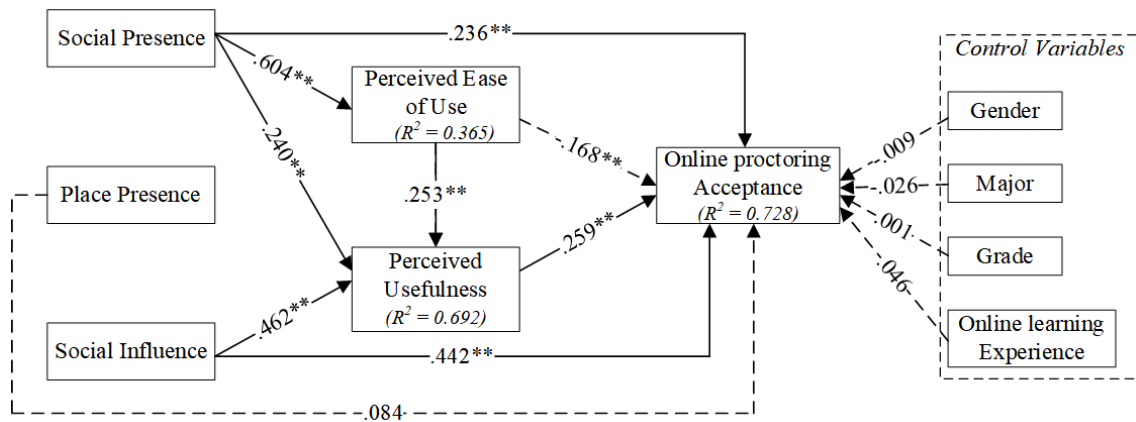 Social Presence
.236**
Control Variables
.604**
Perceived Ease
of Use
(R² = 0.365)
Gender
.009
.240**
.168**
Online proctoring
Acceptance
(R² = 0.728)
Place Presence
.253**
.026
Major
.001
.259**
Grade
Perceived
Usefulness
(R² = 0.692)
.046
.462**
Social Influence
.442**
Online learning
Experience
.084